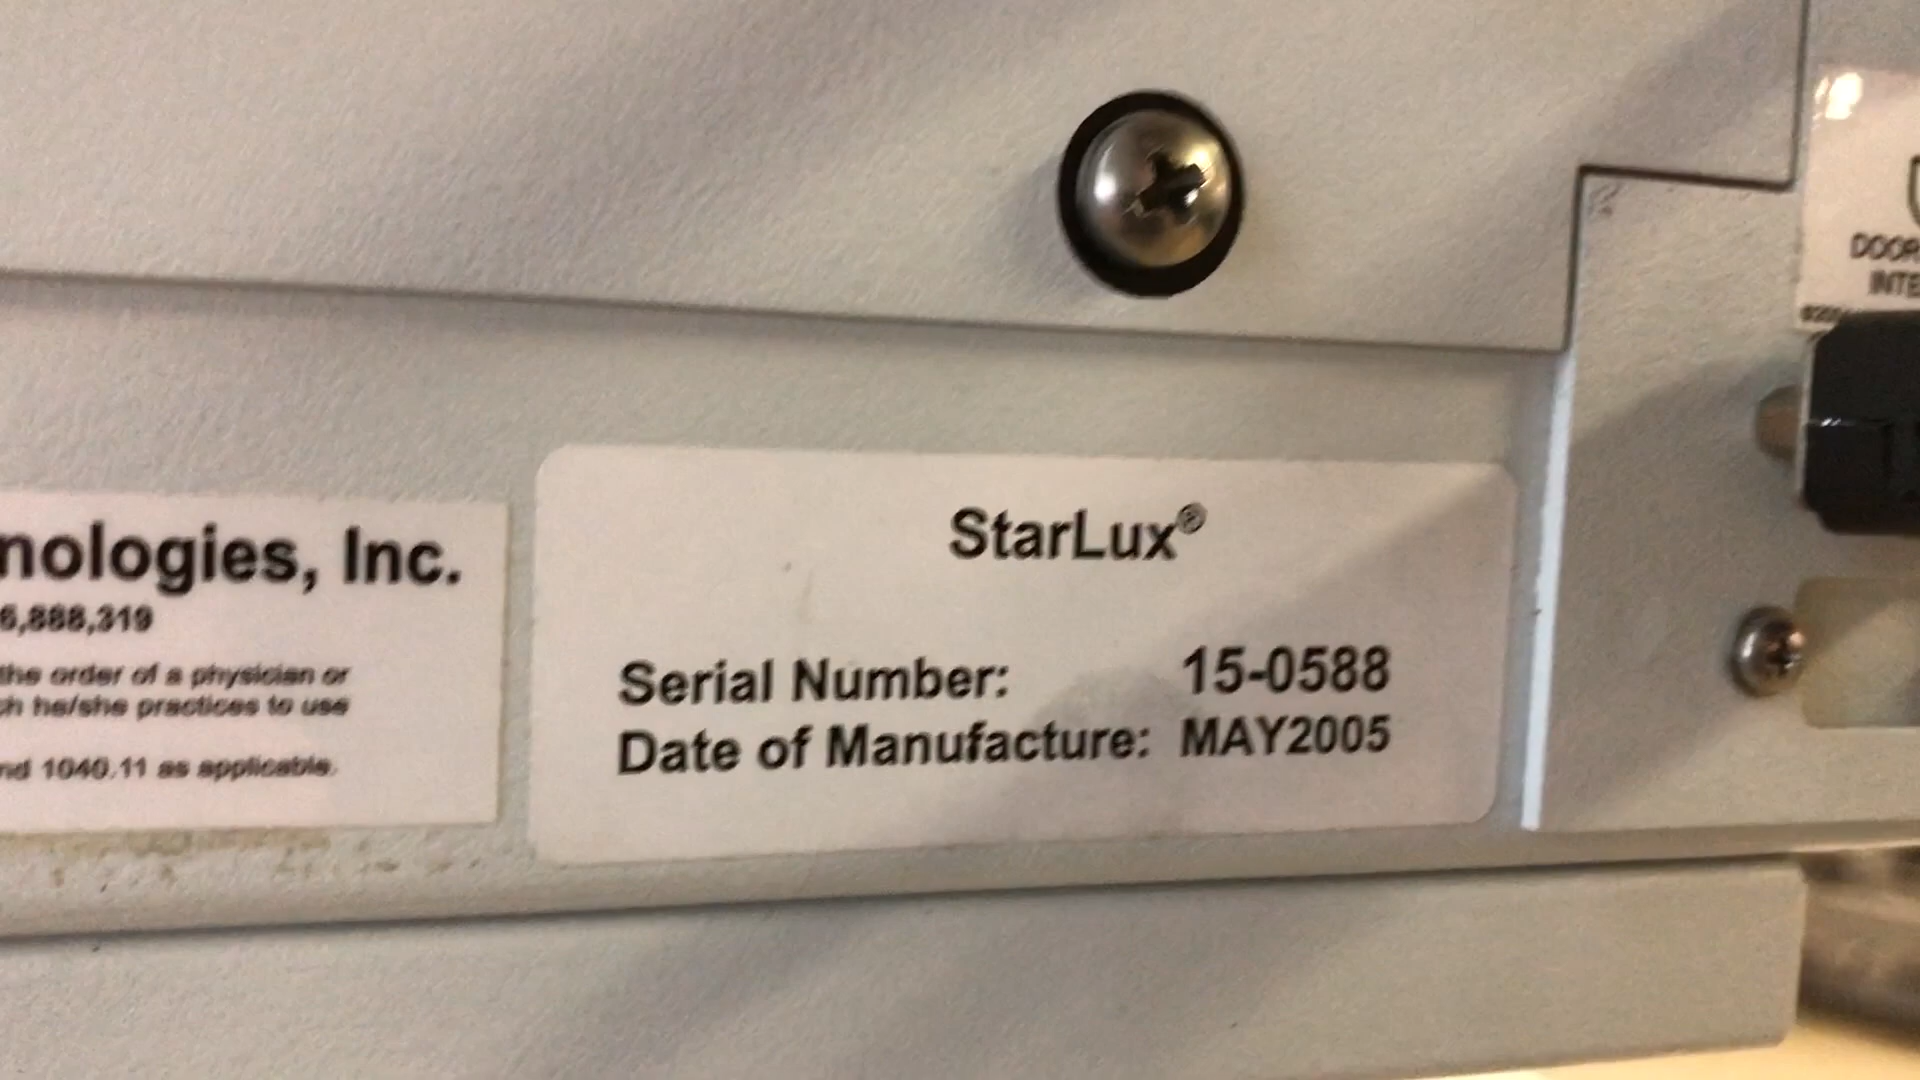 nologies, Inc.
6,888,319
the order of a physician or
ch he/she practices to use
nd 1040.11 as applicable.
StarLux®
Serial Number: 15-0588
Date of Manufacture: MAY2005
DOOR
INTE